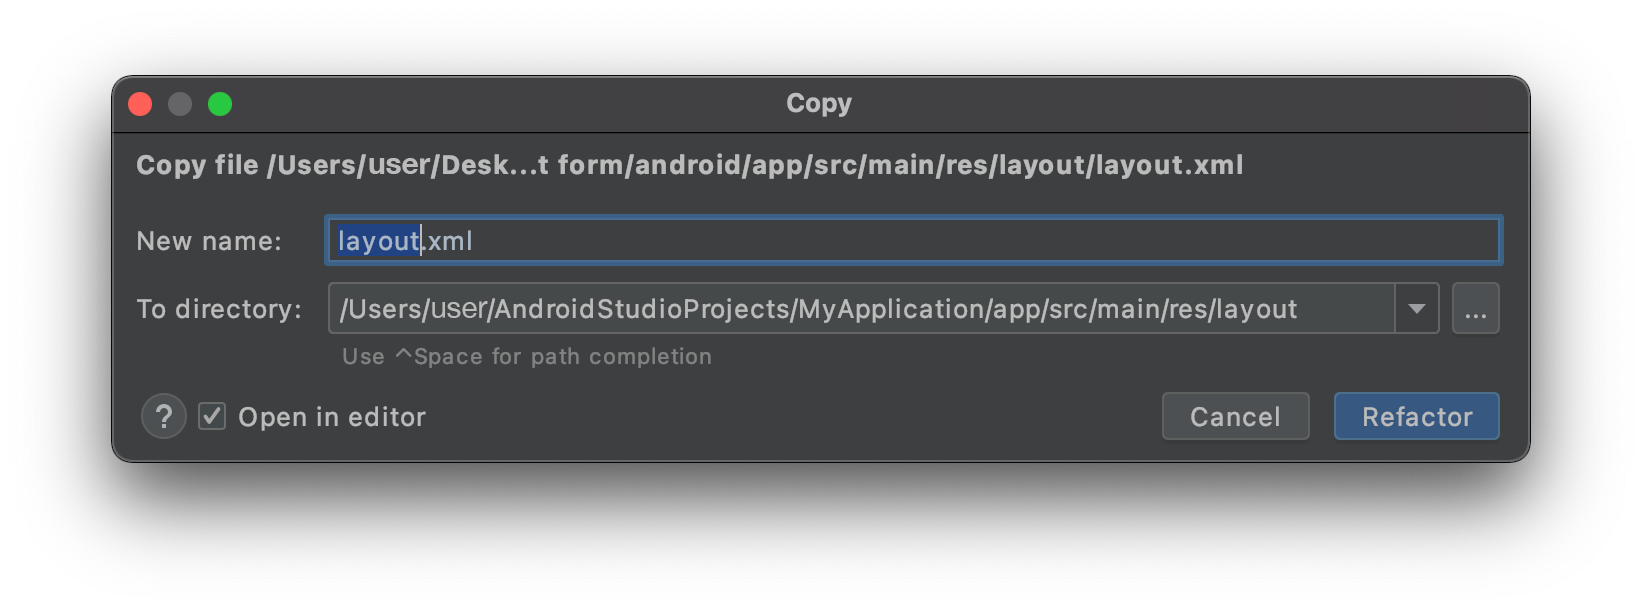 Copy
Copy file /Users/user/Desk...t form/android/app/src/main/res/layout/layout.xml
New name: layout.xml
To directory: /Users/user/AndroidStudioProjects/MyApplication/app/src/main/res/layout ...
Use ^Space for path completion
? Open in editor Cancel Refactor